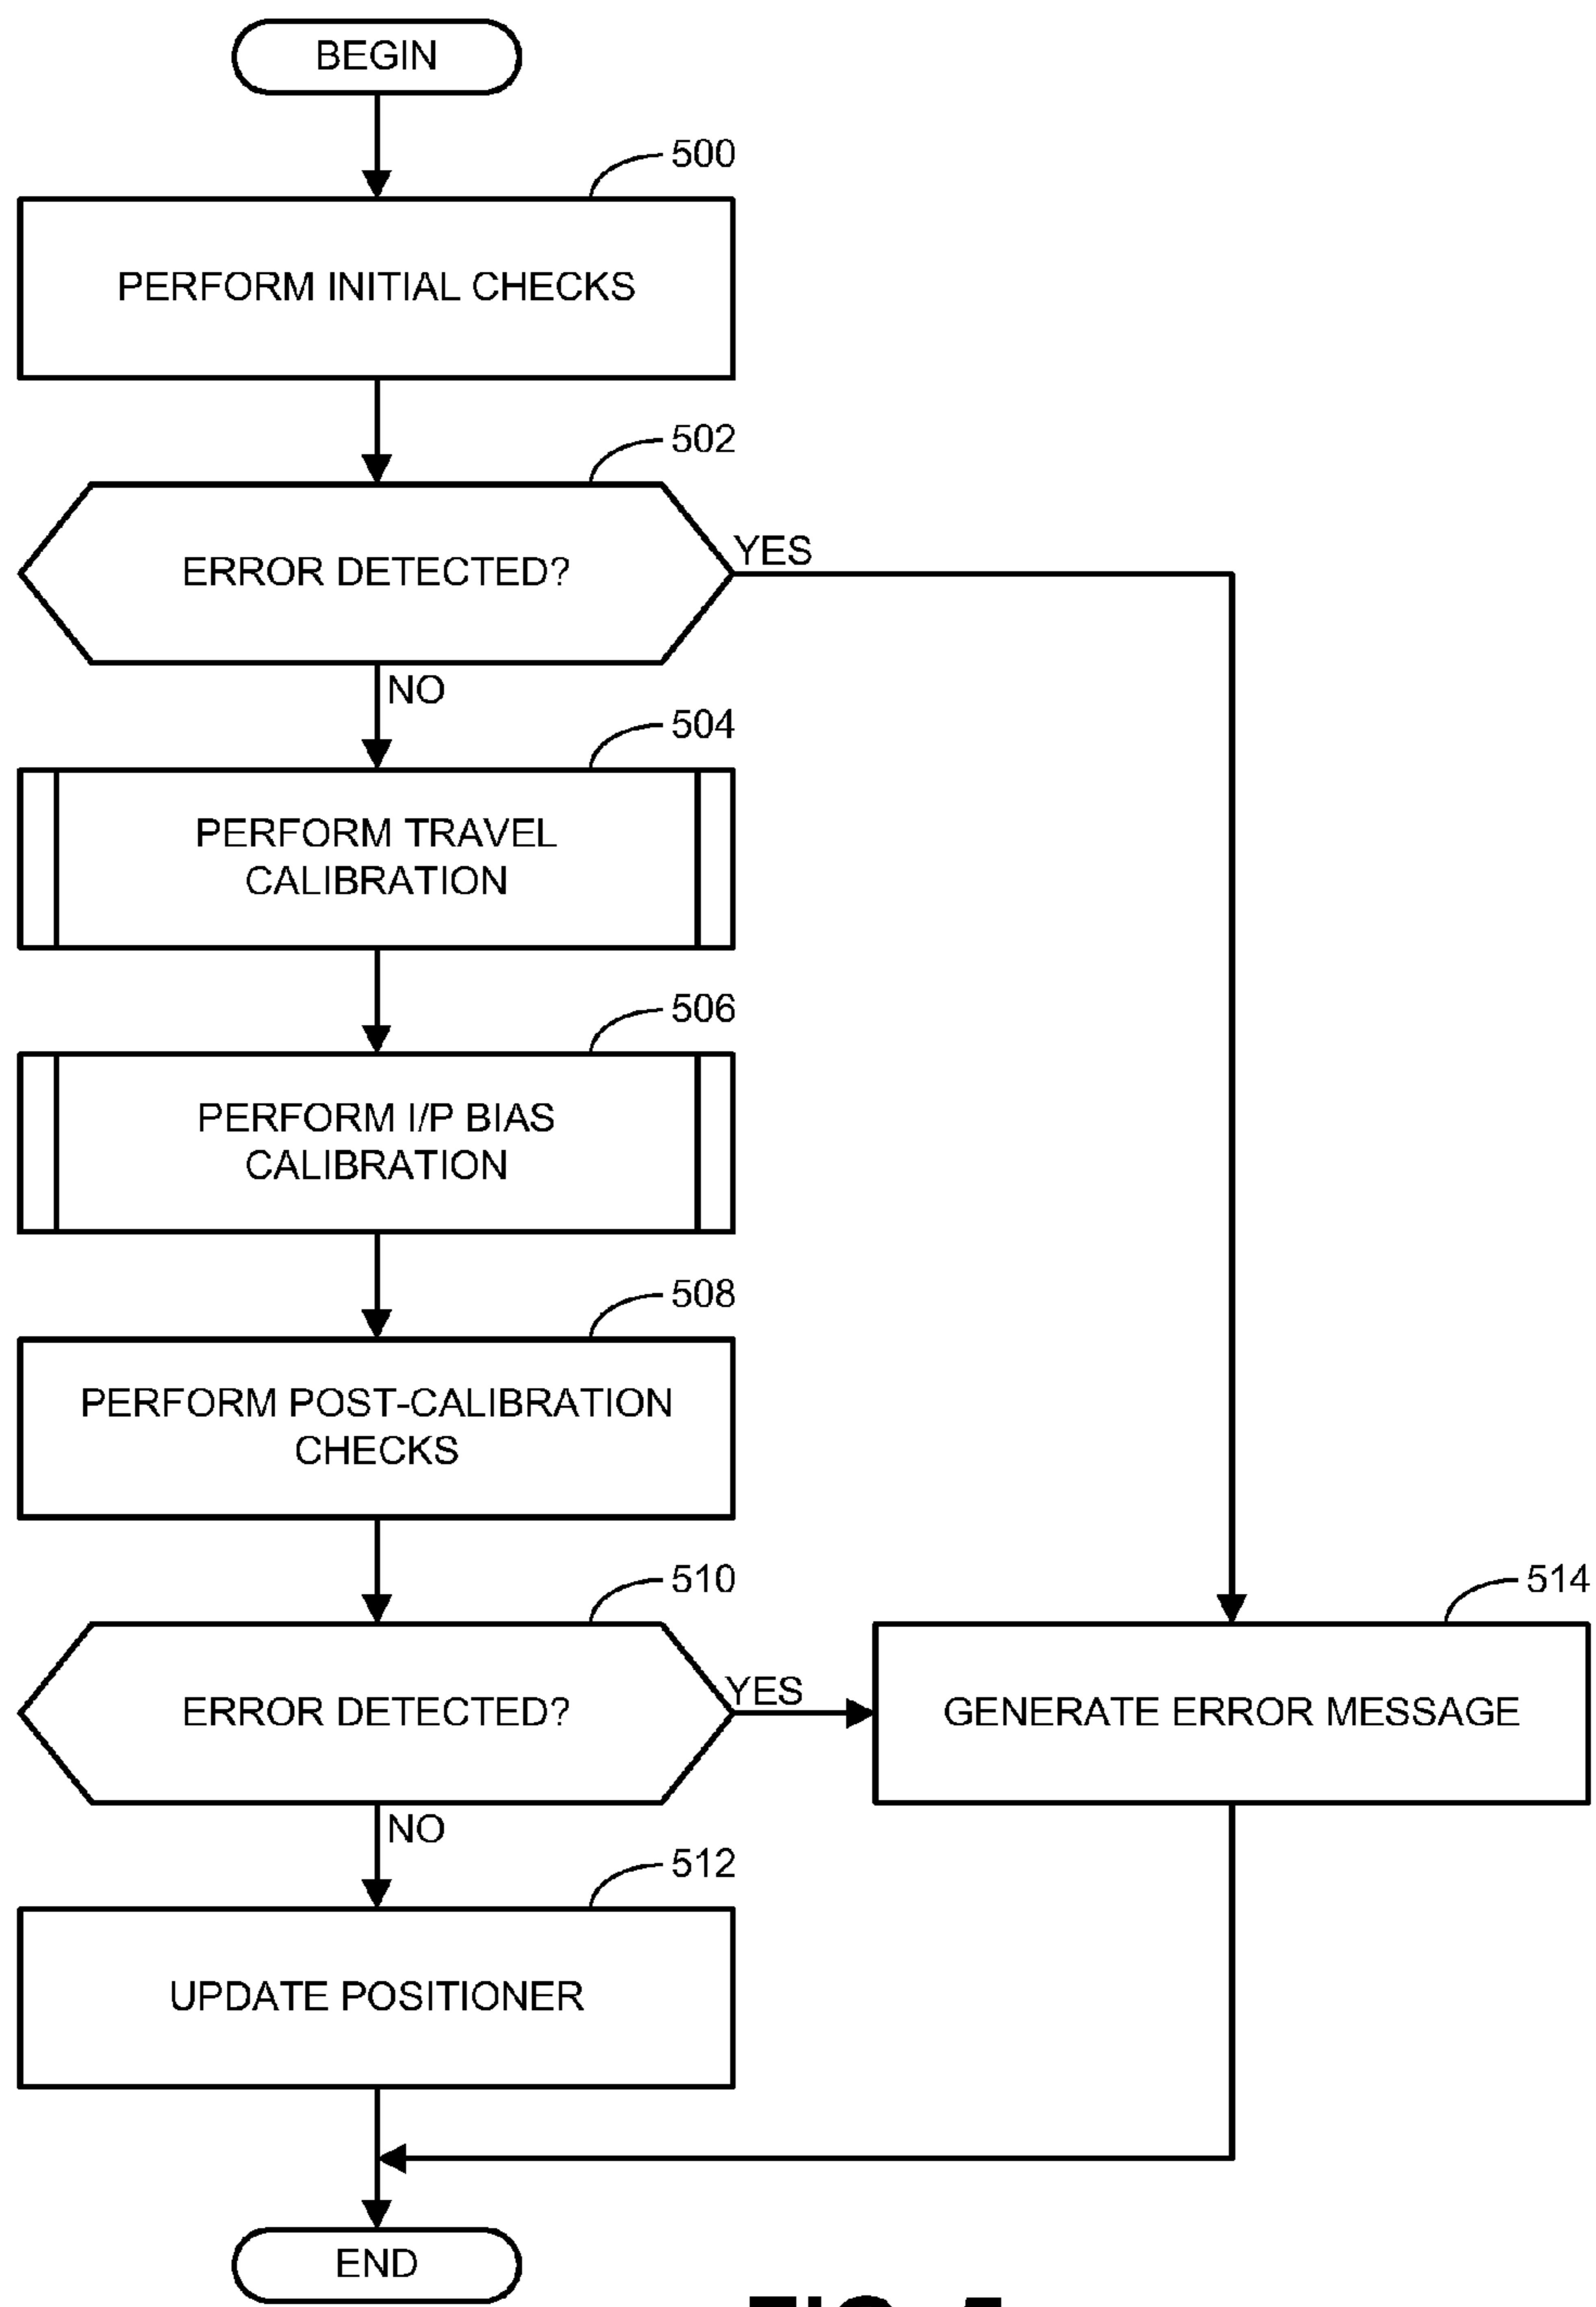 BEGIN
500
PERFORM INITIAL CHECKS
502
ERROR DETECTED?
YES
NO
504
PERFORM TRAVEL
CALIBRATION
506
PERFORM I/P BIAS
CALIBRATION
508
PERFORM POST-CALIBRATION
CHECKS
510
514
ERROR DETECTED?
YES
GENERATE ERROR MESSAGE
NO
512
UPDATE POSITIONER
END